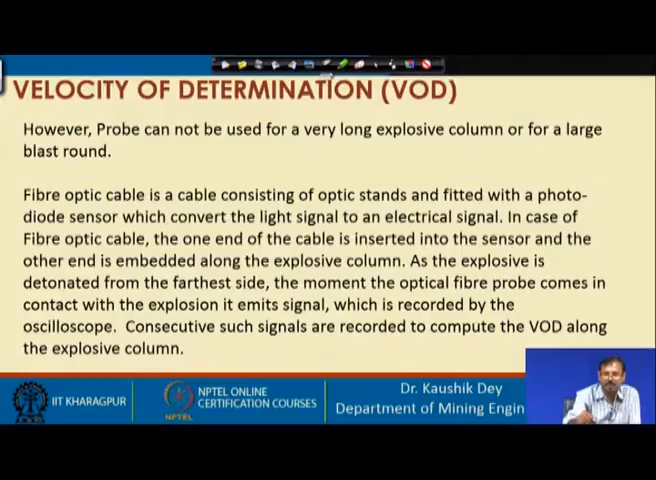 VELOCITY OF DETERMINATION (VOD)
However, Probe can not be used for a very long explosive column or for a large
blast round.
Fibre optic cable is a cable consisting of optic stands and fitted with a photo-
diode sensor which convert the light signal to an electrical signal. In case of
Fibre optic cable, the one end of the cable is inserted into the sensor and the
other end is embedded along the explosive column. As the explosive is
detonated from the farthest side, the moment the optical fibre probe comes in
contact with the explosion it emits signal, which is recorded by the
oscilloscope. Consecutive such signals are recorded to compute the VOD along
the explosive column.
IIT KHARAGPUR
NPTEL
NPTEL ONLINE
CERTIFICATION COURSES
Dr. Kaushik Dey
Department of Mining Engin